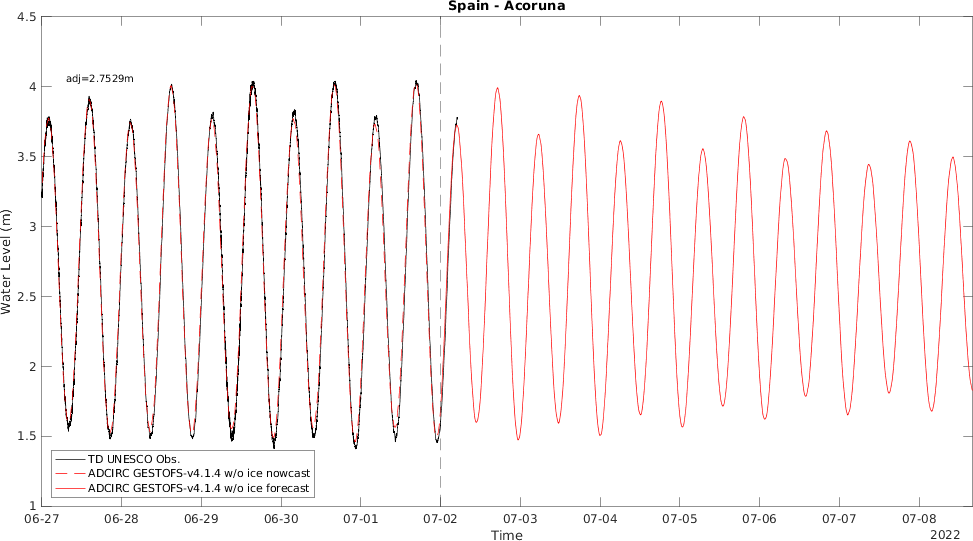 Spain - Acoruna
adj=2.7529m
4.5
4
3.5
3
2.5
2
1.5
1
Water Level (m)
TD UNESCO Obs.
ADCIRC GESTOFS-v4.1.4 w/o ice nowcast
ADCIRC GESTOFS-v4.1.4 w/o ice forecast
06-27 06-28 06-29 06-30 07-01 07-02 07-03 07-04 07-05 07-06 07-07 07-08
Time
2022